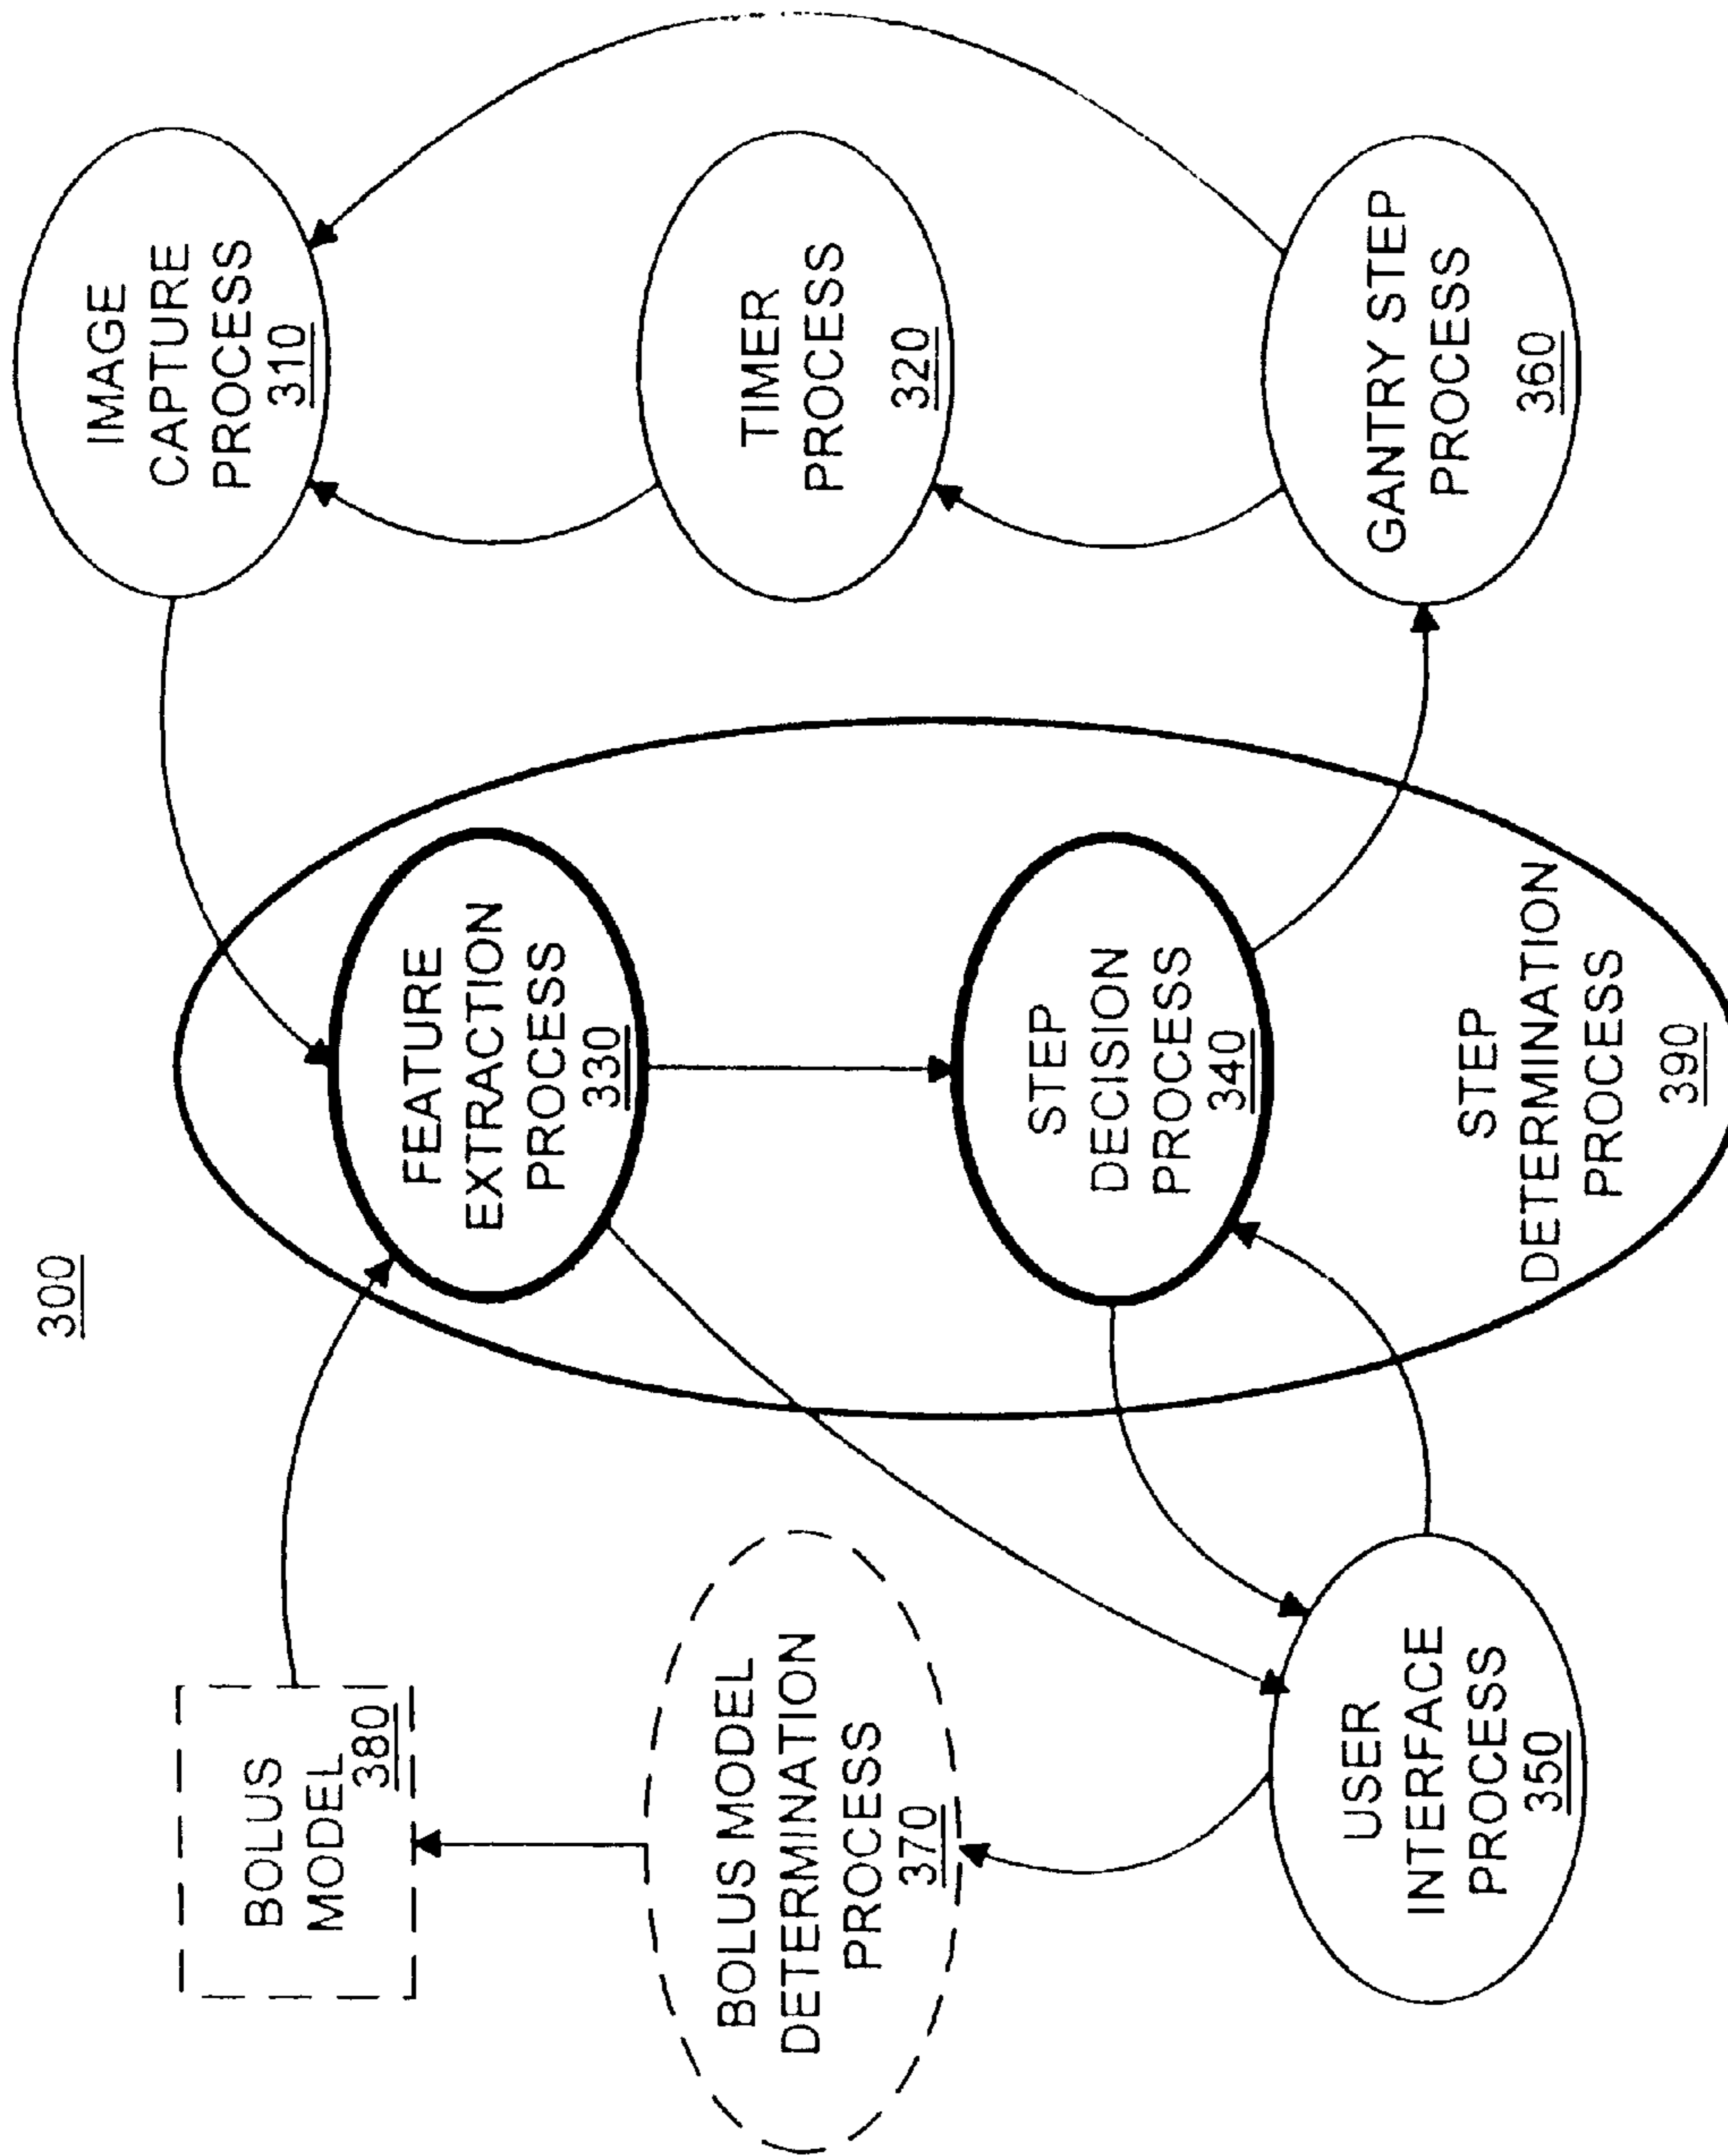 300
BOLUS
MODEL
380
BOLUS MODEL
DETERMINATION
PROCESS
370
USER
INTERFACE
PROCESS
350
FEATURE
EXTRACTION
PROCESS
330
STEP
DECISION
PROCESS
340
STEP
DETERMINATION
PROCESS
390
IMAGE
CAPTURE
PROCESS
310
TIMER
PROCESS
320
GANTRY STEP
PROCESS
360